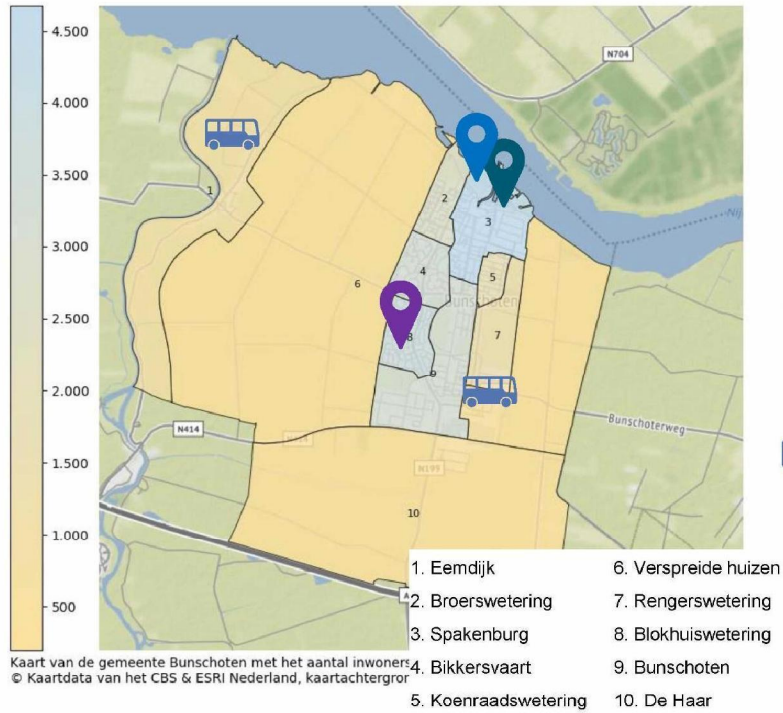 4.500
4.000
3.500
3.000
2.500
2.000
1.500
1.000
500
N704
1
2
3
4
5
6
Bunschoten
7
8
9
Bunschoterweg
N414
N199
10
1. Eemdijk
2. Broerswetering
3. Spakenburg
4. Bikkersvaart
5. Koenraadswetering
6. Verspreide huizen
7. Rengerswetering
8. Blokhuiswetering
9. Bunschoten
10. De Haar
Kaart van de gemeente Bunschoten met het aantal inwoners
© Kaartdata van het CBS & ESRI Nederland, kaartachtergror